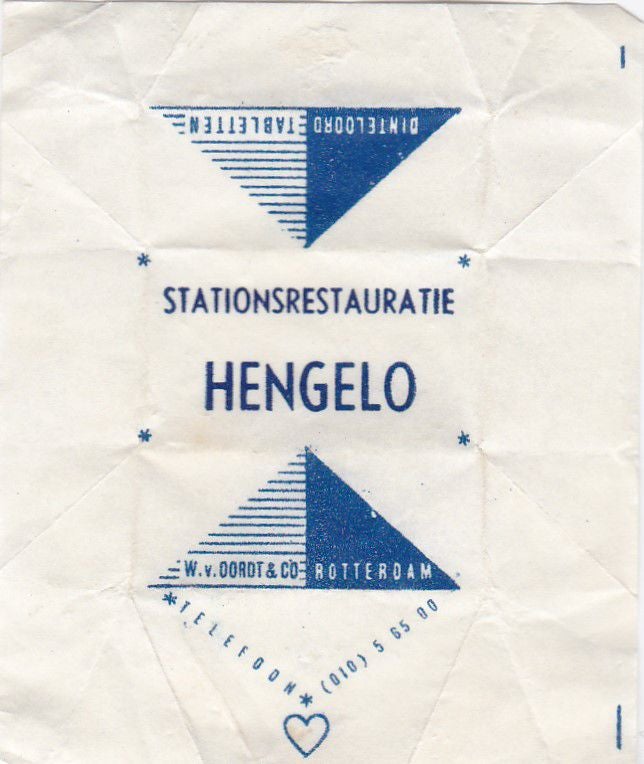 DINTELOORD
TABLETTEN
STATIONSRESTAURATIE
HENGELO
W.v.OORDT & CO ROTTERDAM
*TELEFOON*(010) 5 65 00